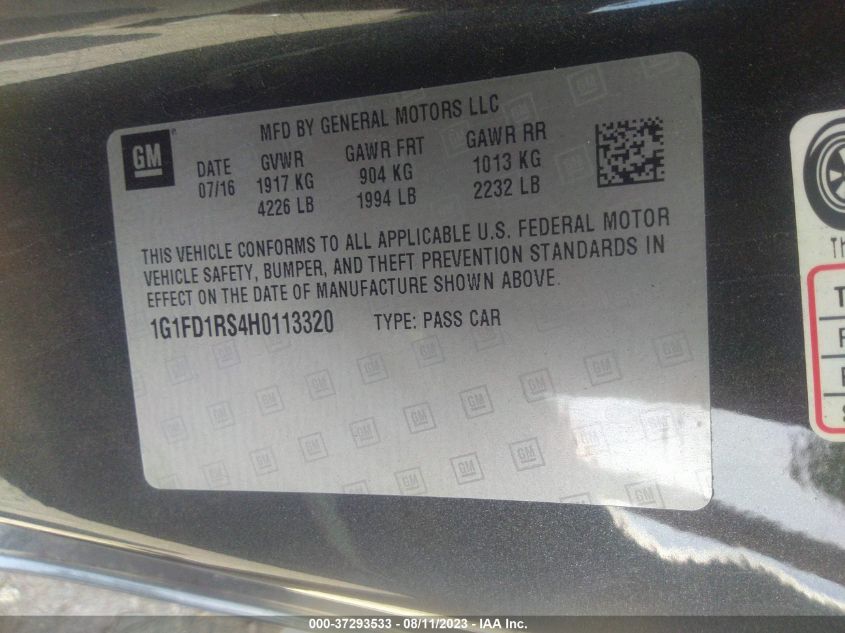 GM
MFD BY GENERAL MOTORS LLC
DATE GVWR GAWR FRT GAWR RR
07/16 1917 KG 904 KG 1013 KG
4226 LB 1994 LB 2232 LB
THIS VEHICLE CONFORMS TO ALL APPLICABLE U.S. FEDERAL MOTOR
VEHICLE SAFETY, BUMPER, AND THEFT PREVENTION STANDARDS IN
EFFECT ON THE DATE OF MANUFACTURE SHOWN ABOVE.
1G1FD1RS4H0113320 TYPE: PASS CAR
000-37293533 - 08/11/2023 - IAA Inc.